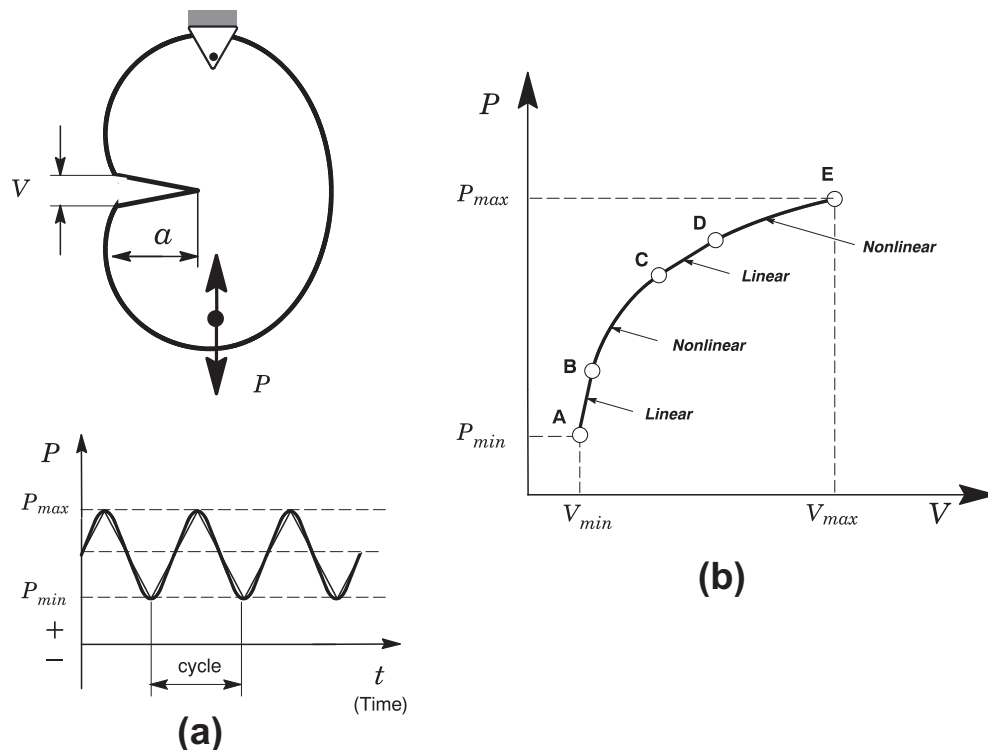 V
a
P
P
P_max
P_min
+
−
cycle
t
(Time)
(a)
P
P_max
P_min
A
B
C
D
E
Linear
Nonlinear
Linear
Nonlinear
V_min
V_max
V
(b)